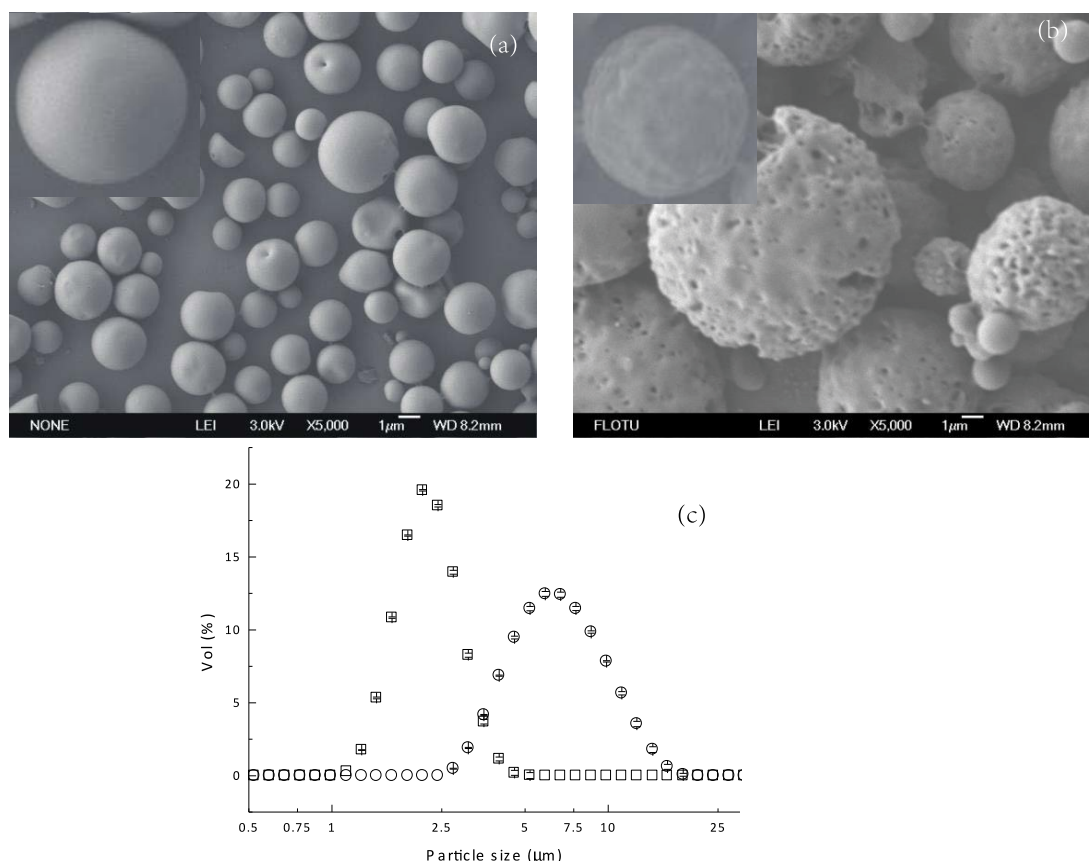 (a)
(b)
NONE LEI 3.0kV X5,000 1µm WD 8.2mm
FLOTU LEI 3.0kV X5,000 1µm WD 8.2mm
(c)
20
15
10
5
0
Vol (%)
0.5 0.75 1 2.5 5 7.5 10 25
Particle size (µm)